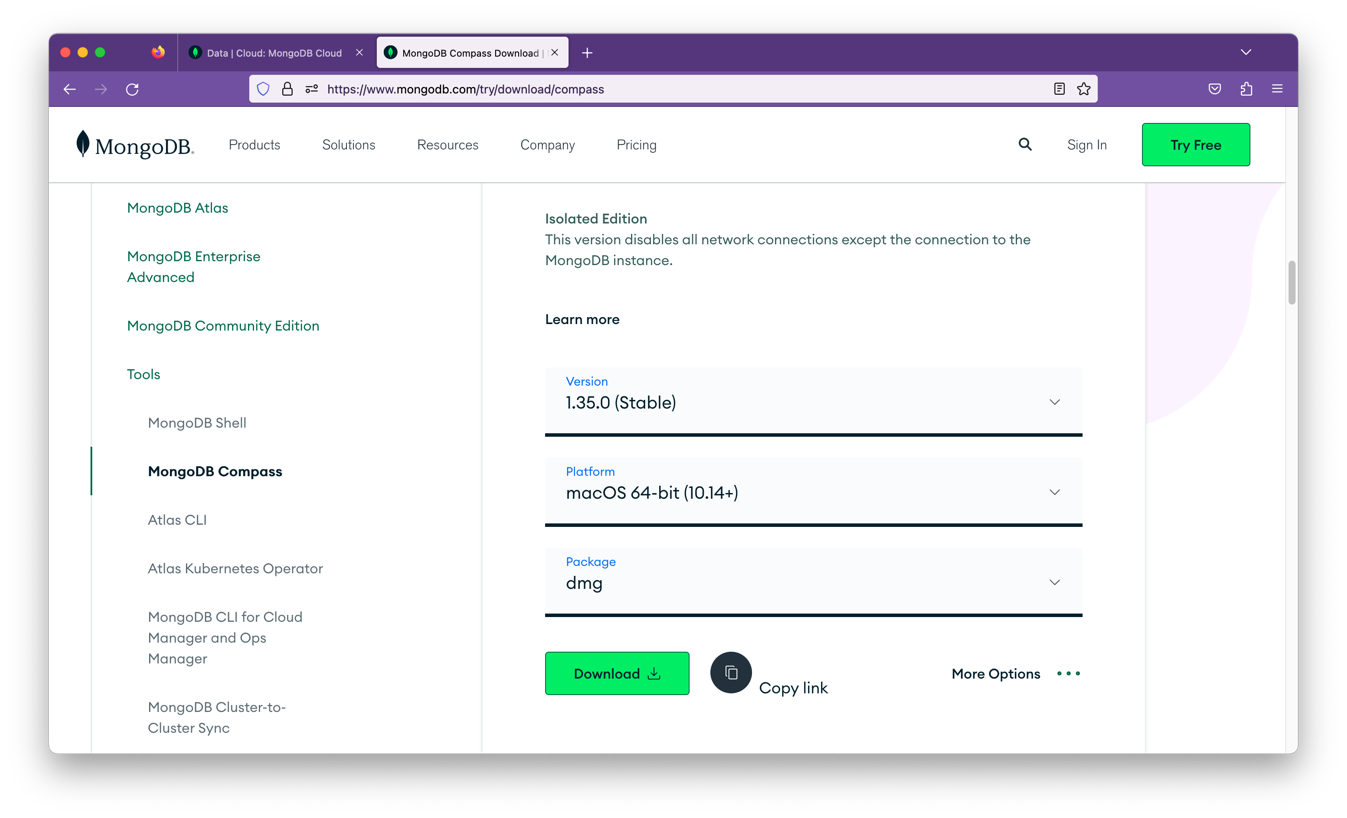 Data | Cloud: MongoDB Cloud
MongoDB Compass Download |
https://www.mongodb.com/try/download/compass
MongoDB.
Products
Solutions
Resources
Company
Pricing
Sign In
Try Free
MongoDB Atlas
MongoDB Enterprise
Advanced
MongoDB Community Edition
Tools
MongoDB Shell
MongoDB Compass
Atlas CLI
Atlas Kubernetes Operator
MongoDB CLI for Cloud
Manager and Ops
Manager
MongoDB Cluster-to-
Cluster Sync
Isolated Edition
This version disables all network connections except the connection to the
MongoDB instance.
Learn more
Version
1.35.0 (Stable)
Platform
macOS 64-bit (10.14+)
Package
dmg
Download
Copy link
More Options